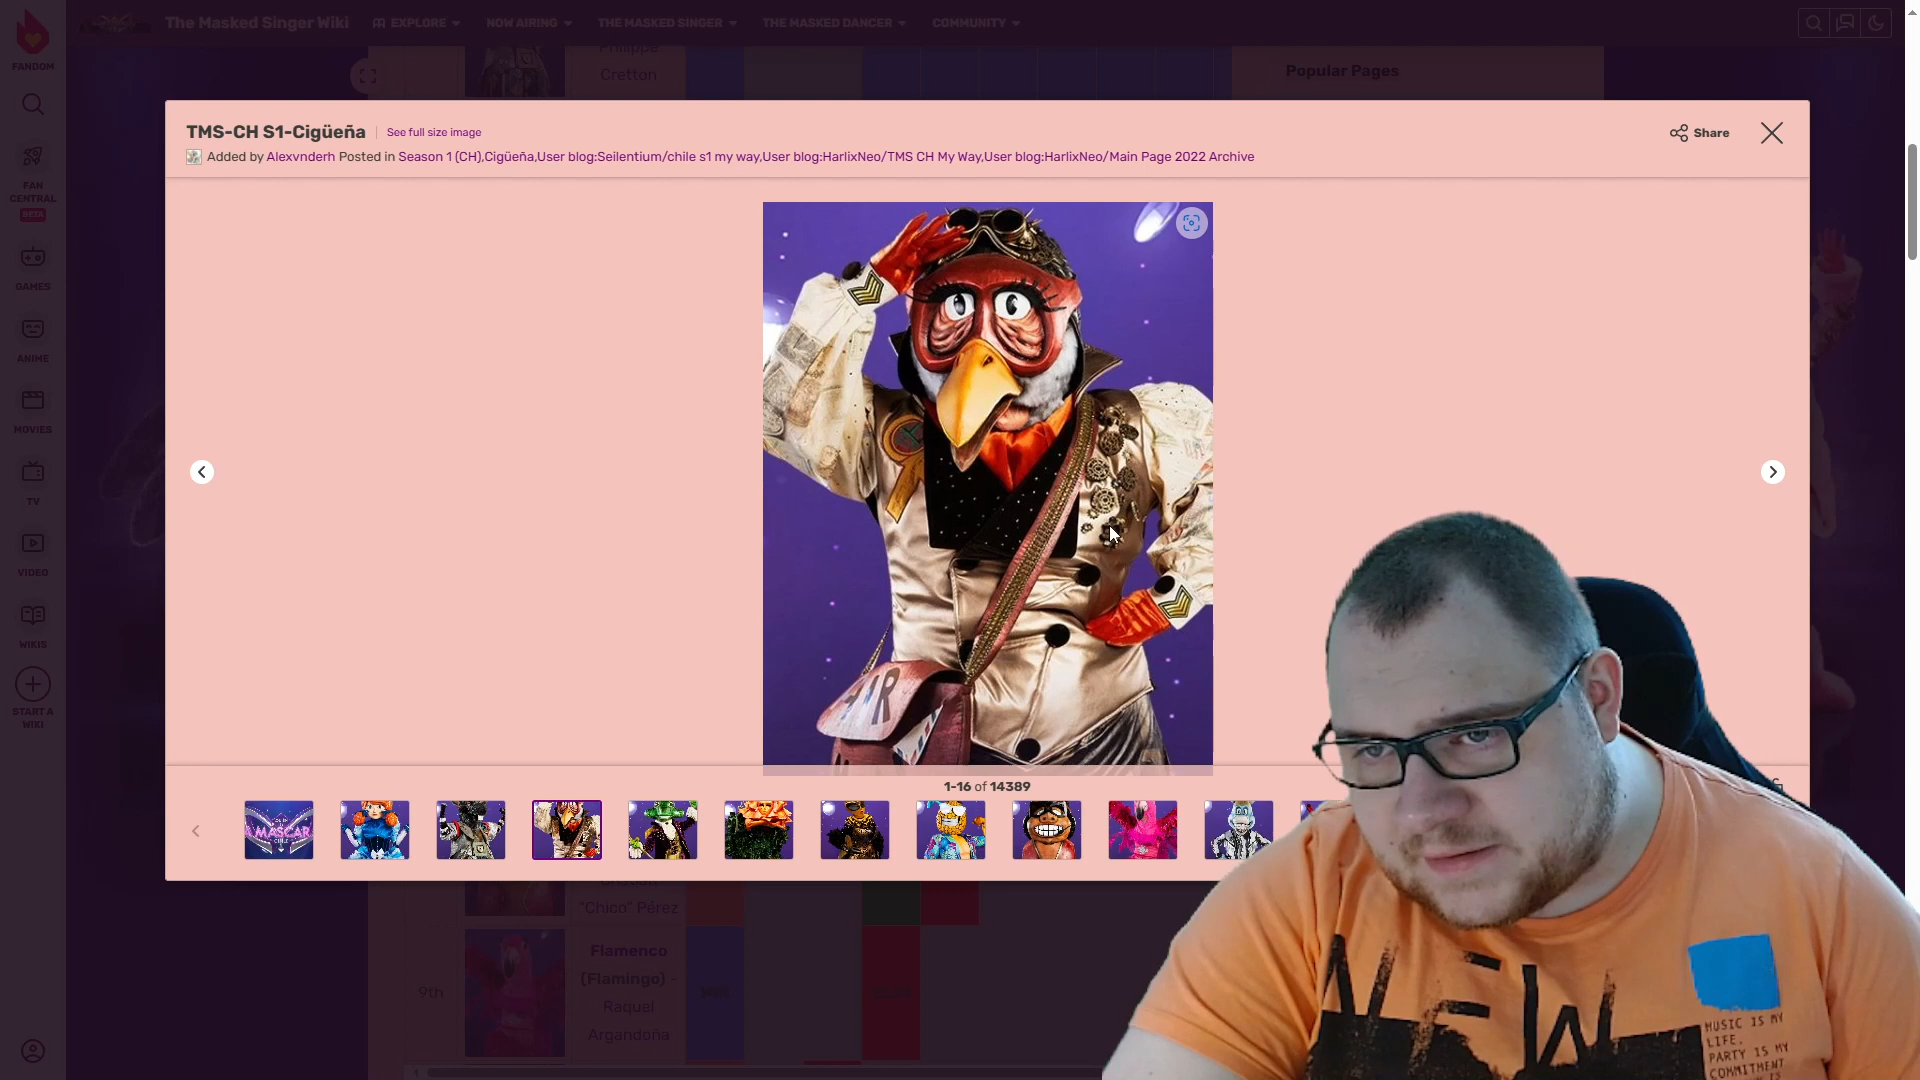 The Masked Singer Wiki
EXPLORE
NOW AIRING
THE MASKED SINGER
THE MASKED DANCER
COMMUNITY
FANDOM
FAN CENTRAL
BETA
GAMES
ANIME
MOVIES
TV
VIDEO
WIKIS
START A WIKI
Philippe
Cretton
Popular Pages
TMS-CH S1-Cigüeña
See full size image
Share
Added by Alexvnderh Posted in Season 1 (CH),Cigüeña,User blog:Seilentium/chile s1 my way,User blog:HarlixNeo/TMS CH My Way,User blog:HarlixNeo/Main Page 2022 Archive
1-16 of 14389
"Chico" Pérez
9th
Flamenco
(Flamingo) -
Raquel
Argandoña
MUSIC IS MY
LIFE.
PARTY IS MY
COMMITMENT